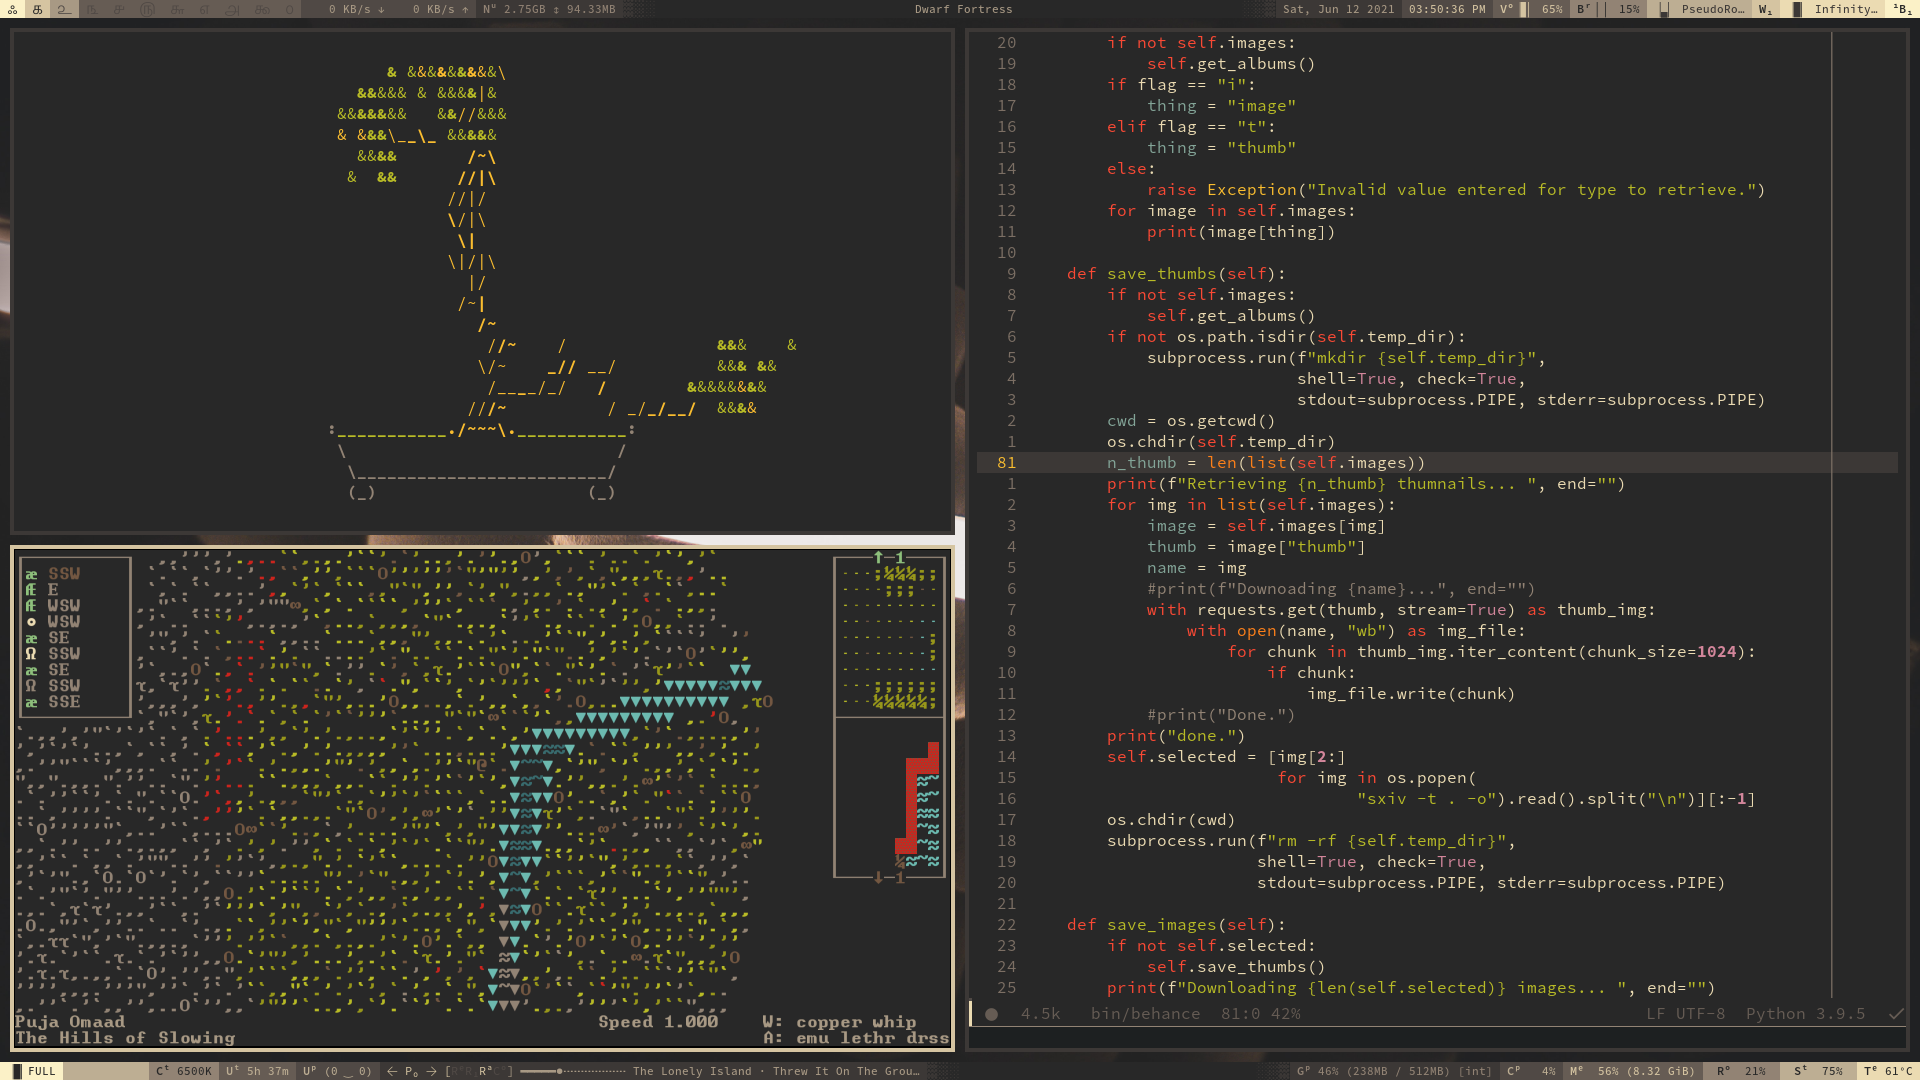 0 KB/s ↓ 0 KB/s ↑ Nᵘ 2.75GB ↕ 94.33MB
Dwarf Fortress
Sat, Jun 12 2021 03:50:36 PM Vᵒ 65% Bʳ 15% PseudoRo… W₁ Infinity… ¹B₁
SSW
E
WSW
WSW
SE
SSW
SE
SSW
SSE
Puja Omaad
The Hills of Slowing
Speed 1.000
W: copper whip
A: emu lethr drss
20 if not self.images:
19 self.get_albums()
18 if flag == "i":
17 thing = "image"
16 elif flag == "t":
15 thing = "thumb"
14 else:
13 raise Exception("Invalid value entered for type to retrieve.")
12 for image in self.images:
11 print(image[thing])
10
9 def save_thumbs(self):
8 if not self.images:
7 self.get_albums()
6 if not os.path.isdir(self.temp_dir):
5 subprocess.run(f"mkdir {self.temp_dir}",
4 shell=True, check=True,
3 stdout=subprocess.PIPE, stderr=subprocess.PIPE)
2 cwd = os.getcwd()
1 os.chdir(self.temp_dir)
81 n_thumb = len(list(self.images))
1 print(f"Retrieving {n_thumb} thumnails... ", end="")
2 for img in list(self.images):
3 image = self.images[img]
4 thumb = image["thumb"]
5 name = img
6 #print(f"Downoading {name}...", end="")
7 with requests.get(thumb, stream=True) as thumb_img:
8 with open(name, "wb") as img_file:
9 for chunk in thumb_img.iter_content(chunk_size=1024):
10 if chunk:
11 img_file.write(chunk)
12 #print("Done.")
13 print("done.")
14 self.selected = [img[2:]
15 for img in os.popen(
16 "sxiv -t . -o").read().split("\n")][:-1]
17 os.chdir(cwd)
18 subprocess.run(f"rm -rf {self.temp_dir}",
19 shell=True, check=True,
20 stdout=subprocess.PIPE, stderr=subprocess.PIPE)
21
22 def save_images(self):
23 if not self.selected:
24 self.save_thumbs()
25 print(f"Downloading {len(self.selected)} images... ", end="")
4.5k bin/behance 81:0 42% LF UTF-8 Python 3.9.5
FULL
Cᵗ 6500K Uᵗ 5h 37m Uᵖ (0 _ 0) ← P₀ →
The Lonely Island · Threw It On The Grou…
Gᵖ 46% (238MB / 512MB) [int] Cᵖ 4% Mᵉ 56% (8.32 GiB) Rᵒ 21% Sᵗ 75% Tᵉ 61°C